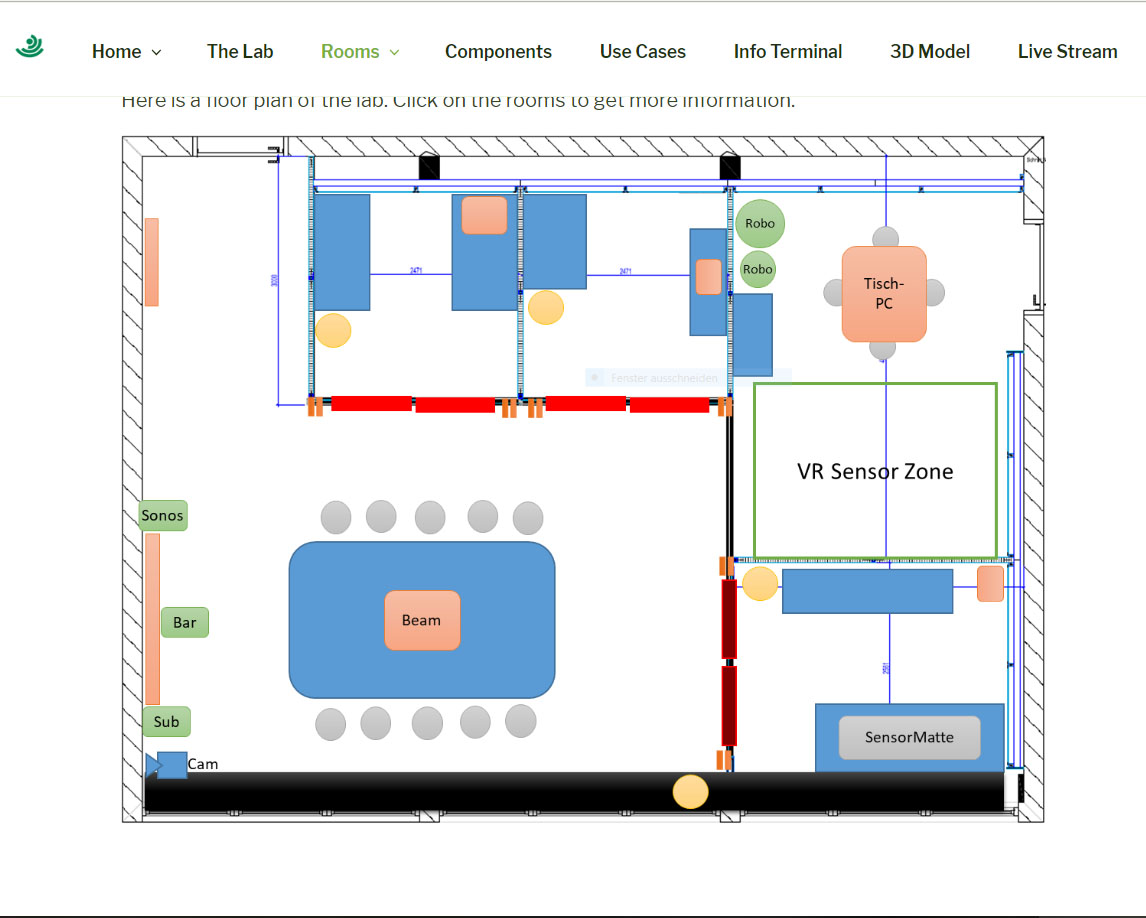 Home The Lab Rooms Components Use Cases Info Terminal 3D Model Live Stream
Here is a floor plan of the lab. Click on the rooms to get more information.
Robo
Robo
Tisch-
PC
2471
2471
Fenster ausschneiden
VR Sensor Zone
Sonos
Bar
Beam
Sub
SensorMatte
Cam